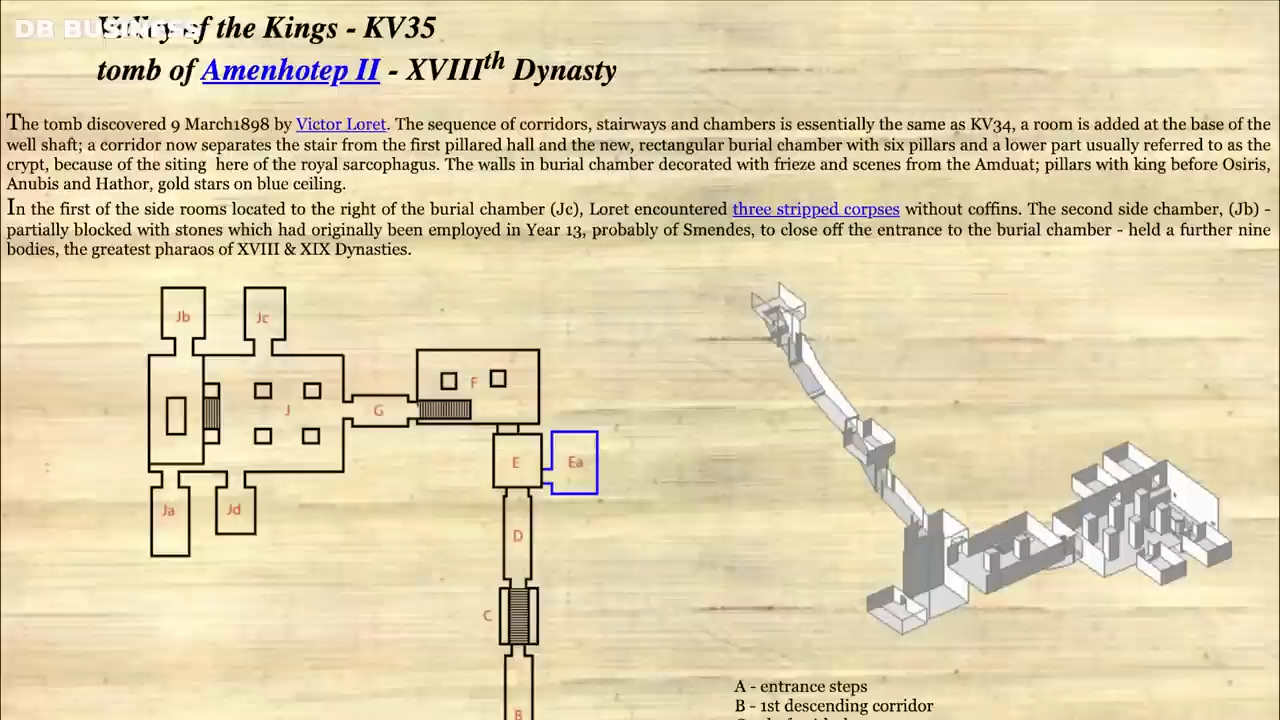 DB BUSINESS
Valley of the Kings - KV35
tomb of Amenhotep II - XVIIIth Dynasty
The tomb discovered 9 March1898 by Victor Loret. The sequence of corridors, stairways and chambers is essentially the same as KV34, a room is added at the base of the
well shaft; a corridor now separates the stair from the first pillared hall and the new, rectangular burial chamber with six pillars and a lower part usually referred to as the
crypt, because of the siting here of the royal sarcophagus. The walls in burial chamber decorated with frieze and scenes from the Amduat; pillars with king before Osiris,
Anubis and Hathor, gold stars on blue ceiling.
In the first of the side rooms located to the right of the burial chamber (Jc), Loret encountered three stripped corpses without coffins. The second side chamber, (Jb) -
partially blocked with stones which had originally been employed in Year 13, probably of Smendes, to close off the entrance to the burial chamber - held a further nine
bodies, the greatest pharaos of XVIII & XIX Dynasties.
Jb
Jc
F
J
G
E
Ea
Ja
Jd
D
C
B
A - entrance steps
B - 1st descending corridor